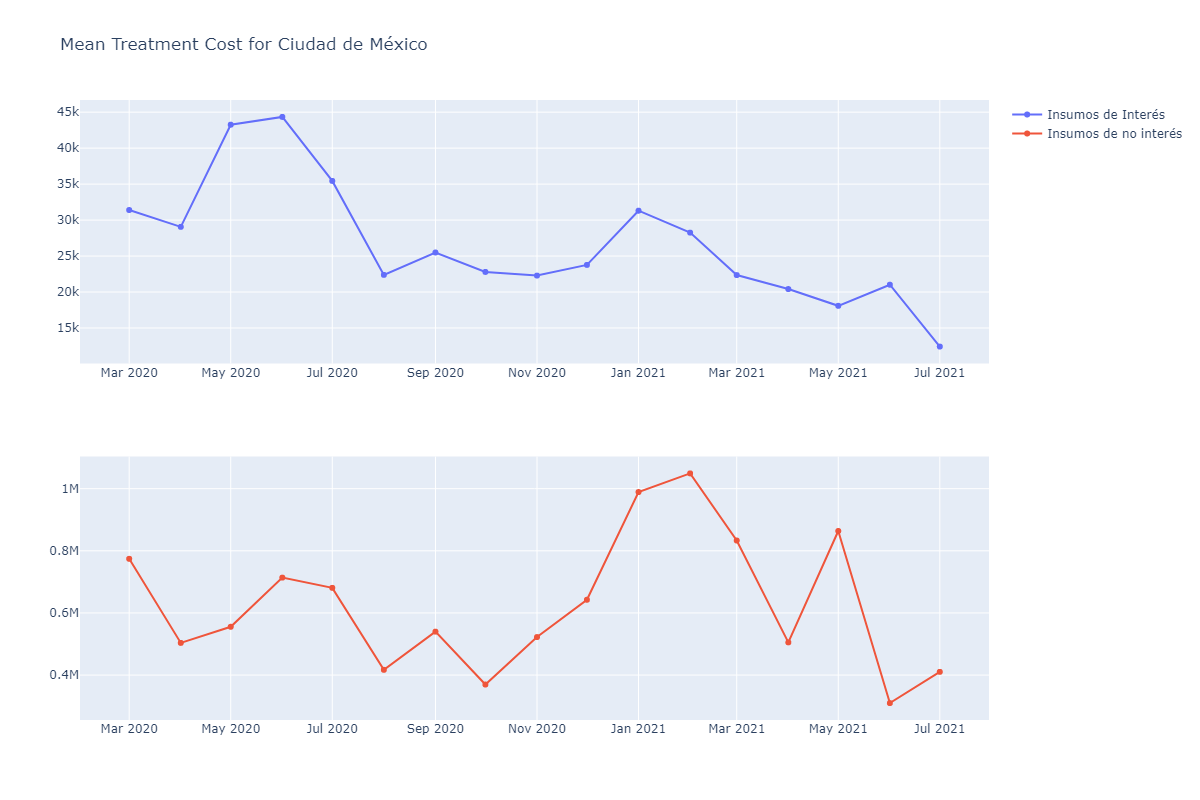 Mean Treatment Cost for Ciudad de México
Insumos de Interés
Insumos de no interés
45k
40k
35k
30k
25k
20k
15k
Mar 2020 May 2020 Jul 2020 Sep 2020 Nov 2020 Jan 2021 Mar 2021 May 2021 Jul 2021
1M
0.8M
0.6M
0.4M
Mar 2020 May 2020 Jul 2020 Sep 2020 Nov 2020 Jan 2021 Mar 2021 May 2021 Jul 2021